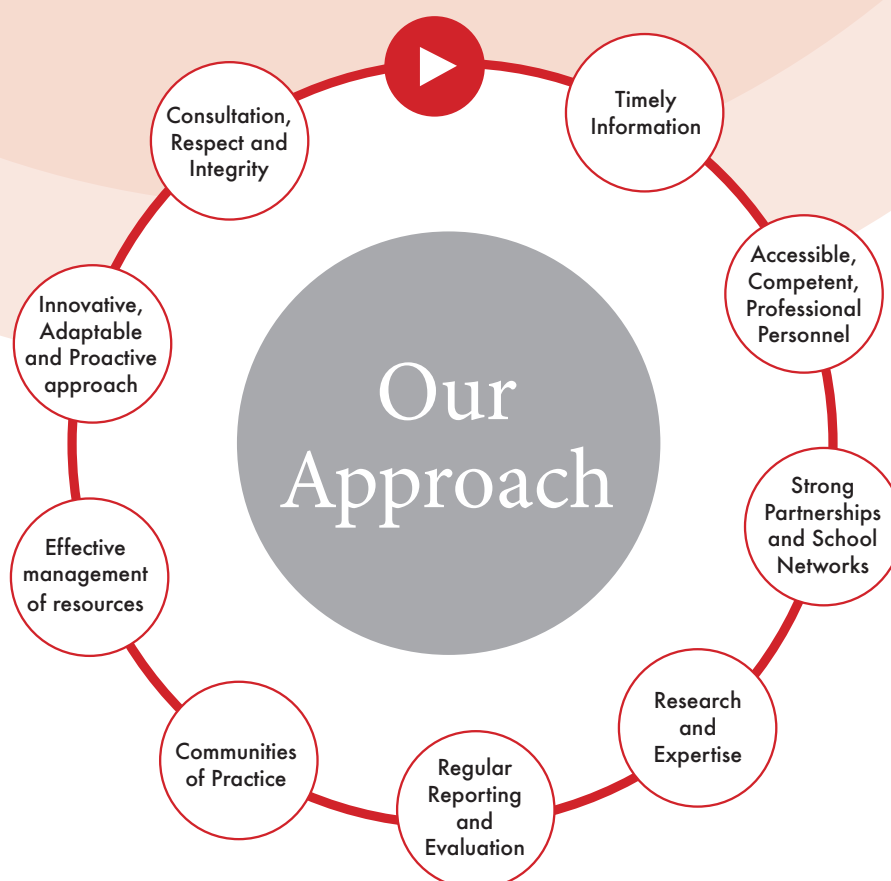 Our
Approach
Timely
Information
Accessible,
Competent,
Professional
Personnel
Strong
Partnerships
and School
Networks
Research
and
Expertise
Regular
Reporting
and
Evaluation
Communities
of Practice
Effective
management
of resources
Innovative,
Adaptable
and Proactive
approach
Consultation,
Respect and
Integrity